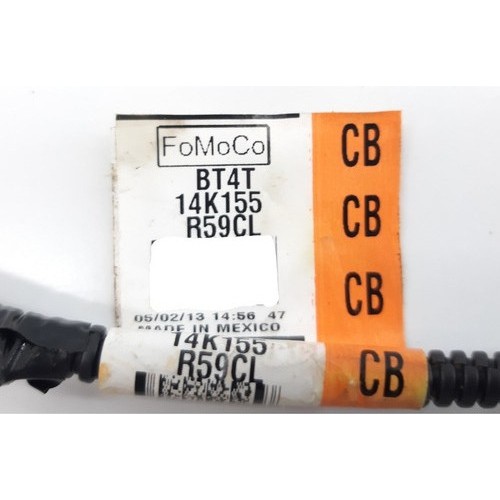 FoMoCo
BT4T
14K155
R59CL
05/02/13 14:56 47
MADE IN MEXICO
CB
CB
CB
14K155
R59CL
CB